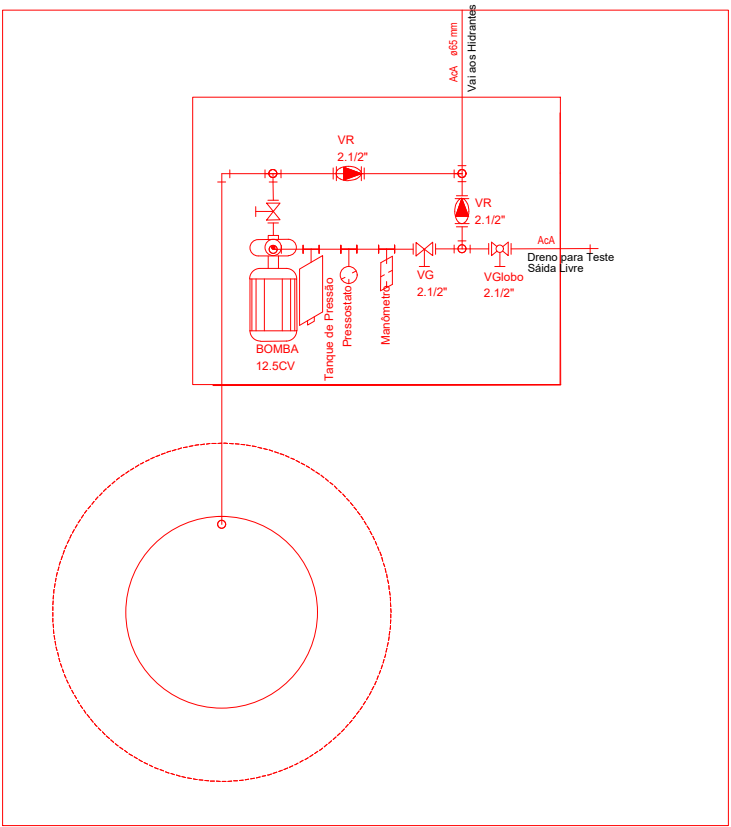 AcA ø65 mm
Vai aos Hidrantes
VR
2.1/2"
VR
2.1/2"
AcA
Dreno para Teste
Sáida Livre
VG
2.1/2"
VGlobo
2.1/2"
Tanque de Pressão
Pressostato
Manômetro
BOMBA
12.5CV